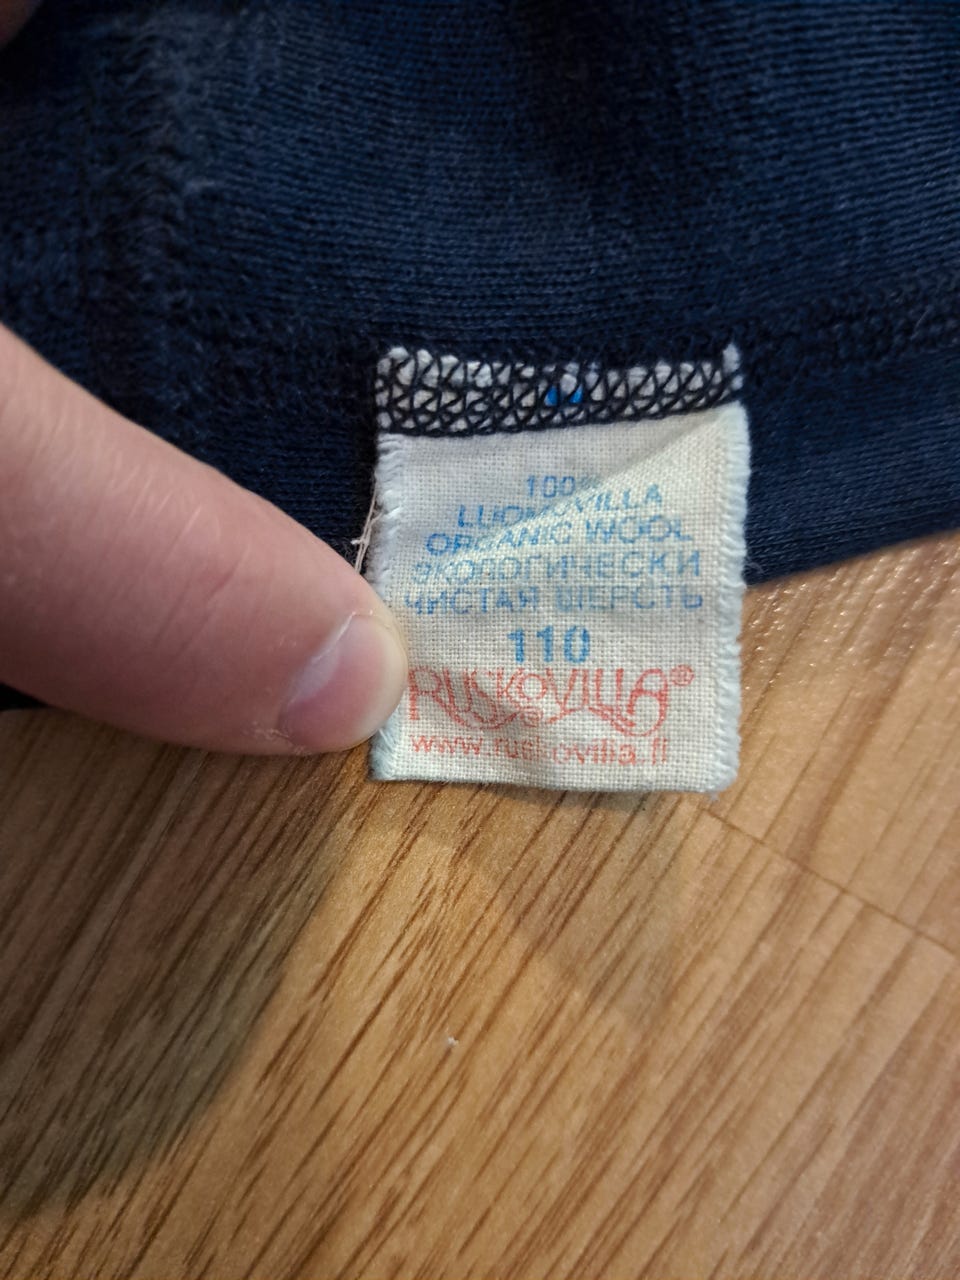 100%
LUOMUVILLA
ORGANIC WOOL
ЭКОЛОГИЧЕСКИ
ЧИСТАЯ ШЕРСТЬ
110
RUSKOVILLA®
www.ruskovilla.fi